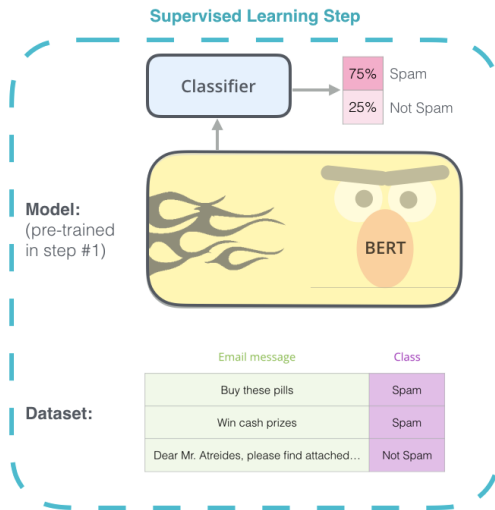 Supervised Learning Step
Classifier
75% Spam
25% Not Spam
Model:
(pre-trained
in step #1)
BERT
Email message Class
Dataset:
Buy these pills Spam
Win cash prizes Spam
Dear Mr. Atreides, please find attached... Not Spam